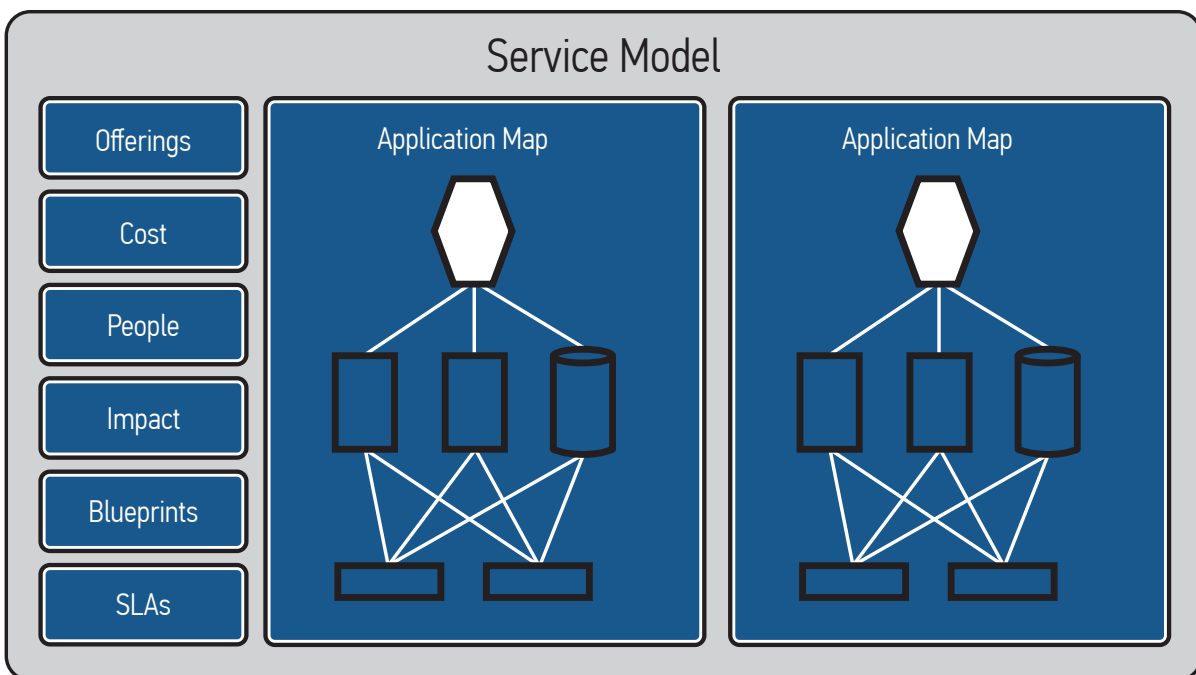 Service Model
Offerings
Cost
People
Impact
Blueprints
SLAs
Application Map
Application Map